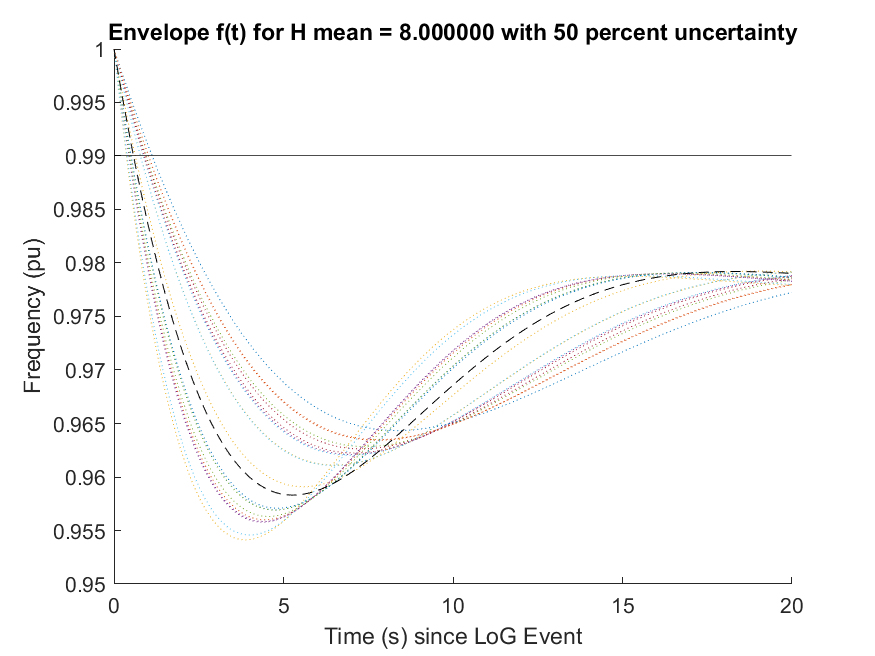 Envelope f(t) for H mean = 8.000000 with 50 percent uncertainty
1
0.995
0.99
0.985
0.98
0.975
0.97
0.965
0.96
0.955
0.95
Frequency (pu)
0 5 10 15 20
Time (s) since LoG Event